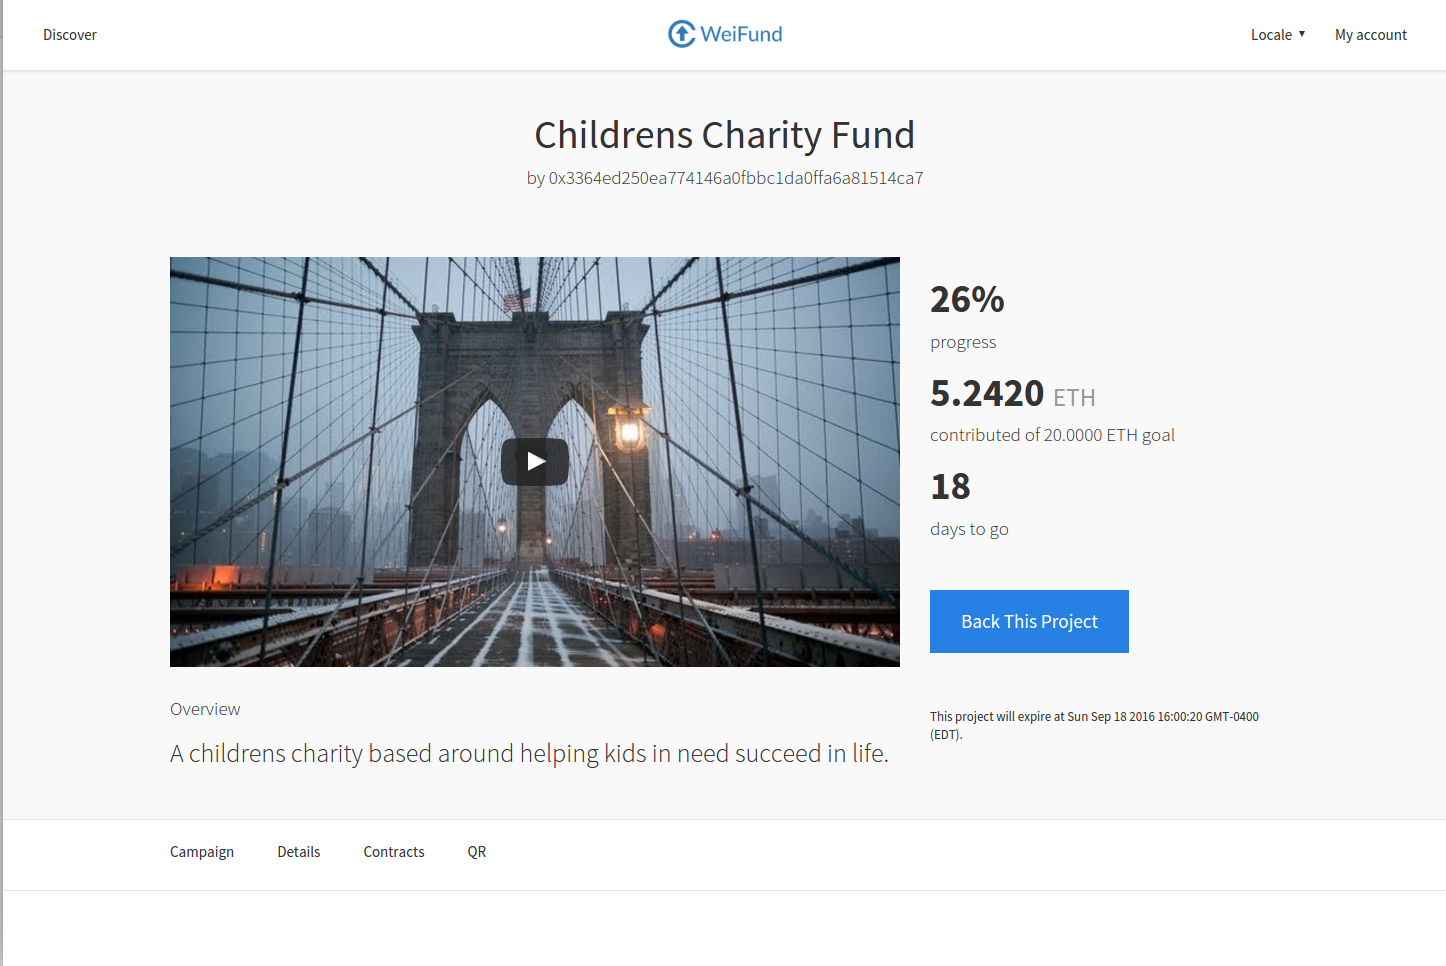 Discover
WeiFund
Locale ▼
My account
Childrens Charity Fund
by 0x3364ed250ea774146a0fbbc1da0ffa6a81514ca7
26%
progress
5.2420 ETH
contributed of 20.0000 ETH goal
18
days to go
Back This Project
Overview
A childrens charity based around helping kids in need succeed in life.
This project will expire at Sun Sep 18 2016 16:00:20 GMT-0400
(EDT).
Campaign
Details
Contracts
QR